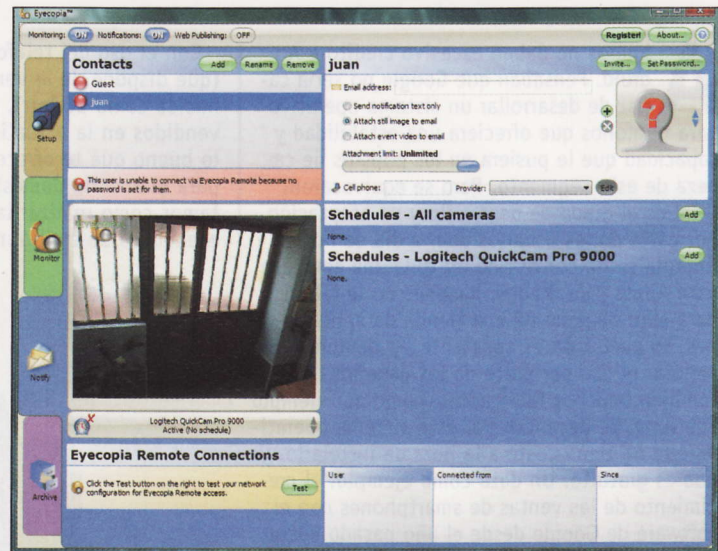 Eyecopia™
Monitoring: ON Notifications: ON Web Publishing: OFF
Register! About..
Contacts
Add Rename Remove
Guest
juan
This user is unable to connect via Eyecopia Remote because no
password is set for them.
juan
Invite... Set Password..
Email address:
Send notification text only
Attach still image to email
Attach event video to email
Attachment limit: Unlimited
Cell phone: Provider: Edit
Schedules - All cameras
Add
None.
Schedules - Logitech QuickCam Pro 9000
Add
None.
Setup
Monitor
Notify
Archive
Logitech QuickCam Pro 9000
Active (No schedule)
Eyecopia Remote Connections
Click the Test button on the right to test your network
configuration for Eyecopia Remote access.
Test
User Connected from Since